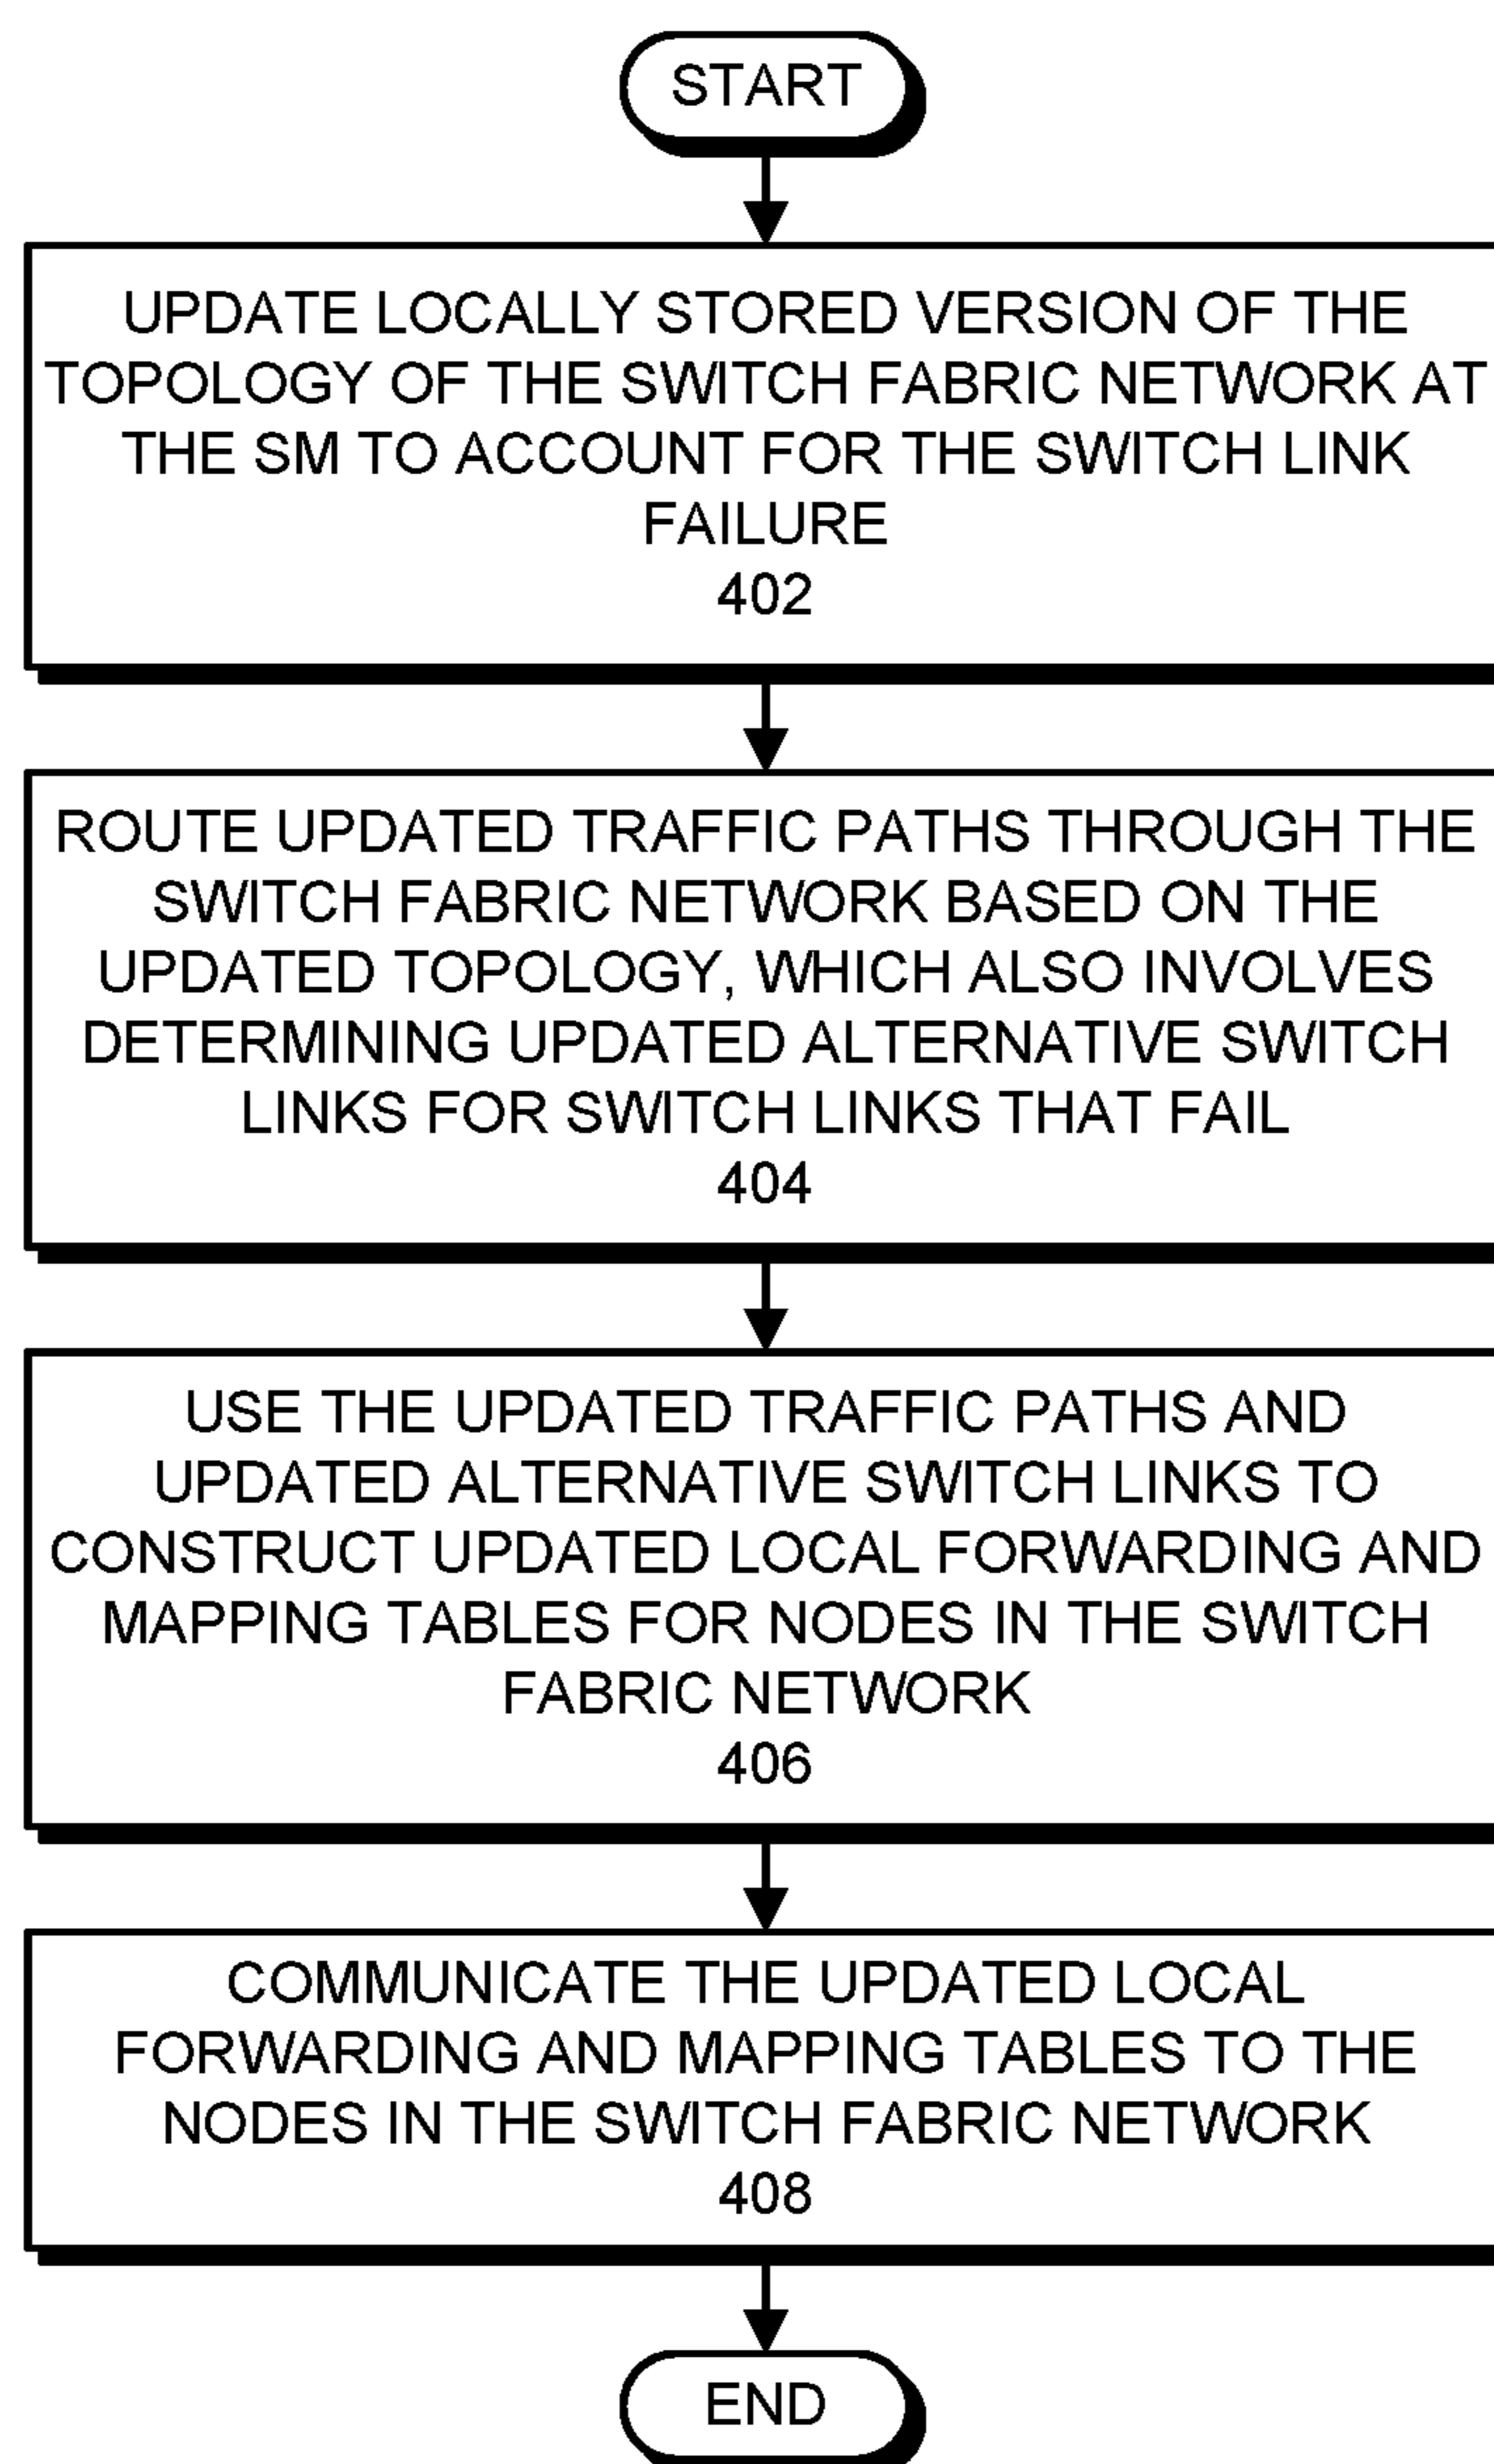 START
UPDATE LOCALLY STORED VERSION OF THE
TOPOLOGY OF THE SWITCH FABRIC NETWORK AT
THE SM TO ACCOUNT FOR THE SWITCH LINK
FAILURE
402
ROUTE UPDATED TRAFFIC PATHS THROUGH THE
SWITCH FABRIC NETWORK BASED ON THE
UPDATED TOPOLOGY, WHICH ALSO INVOLVES
DETERMINING UPDATED ALTERNATIVE SWITCH
LINKS FOR SWITCH LINKS THAT FAIL
404
USE THE UPDATED TRAFFIC PATHS AND
UPDATED ALTERNATIVE SWITCH LINKS TO
CONSTRUCT UPDATED LOCAL FORWARDING AND
MAPPING TABLES FOR NODES IN THE SWITCH
FABRIC NETWORK
406
COMMUNICATE THE UPDATED LOCAL
FORWARDING AND MAPPING TABLES TO THE
NODES IN THE SWITCH FABRIC NETWORK
408
END